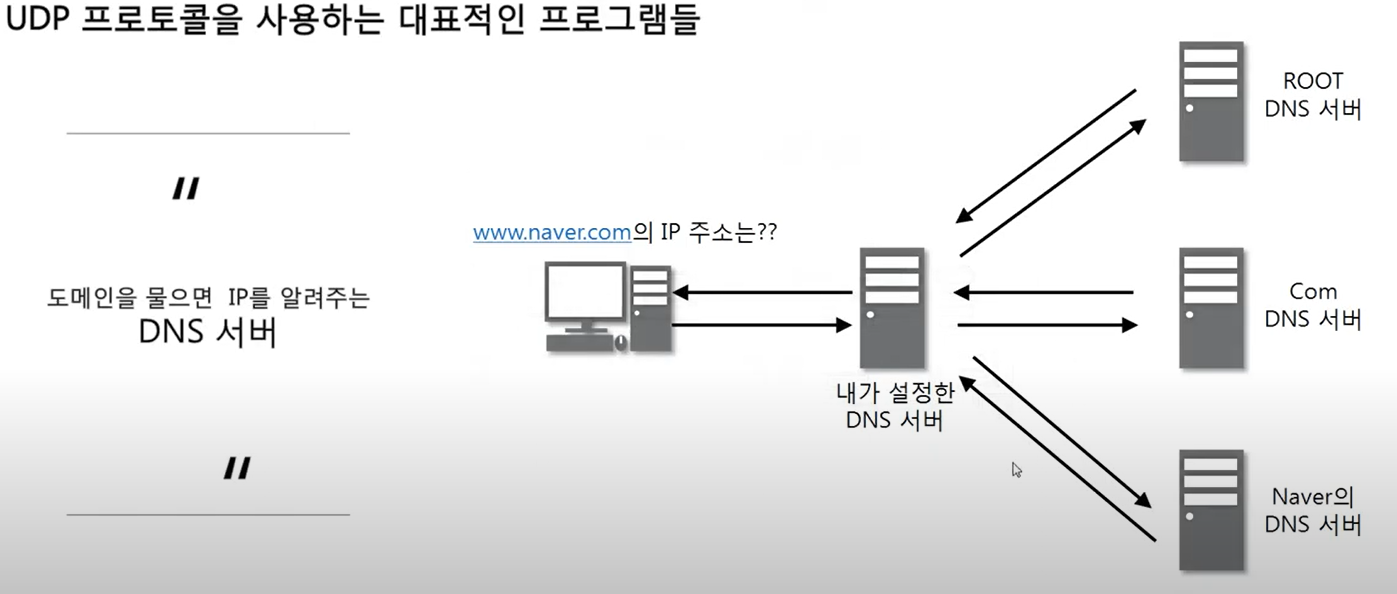 UDP 프로토콜을 사용하는 대표적인 프로그램들
"
도메인을 물으면 IP를 알려주는
DNS 서버
"
www.naver.com의 IP 주소는??
내가 설정한
DNS 서버
ROOT
DNS 서버
Com
DNS 서버
Naver의
DNS 서버